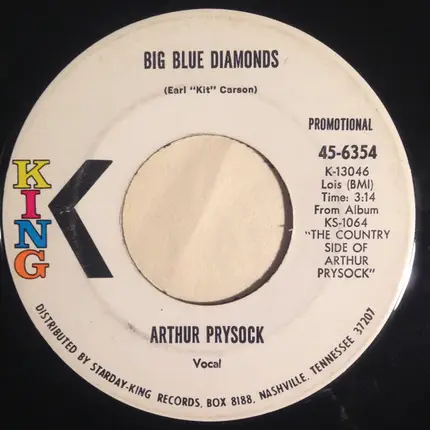 BIG BLUE DIAMONDS
(Earl "Kit" Carson)
PROMOTIONAL
45-6354
K-13046
Lois (BMI)
Time: 3:14
From Album
KS-1064
"THE COUNTRY
SIDE OF
ARTHUR
PRYSOCK"
KING
K
ARTHUR PRYSOCK
Vocal
DISTRIBUTED BY STARDAY-KING RECORDS, BOX 8188, NASHVILLE, TENNESSEE 37207